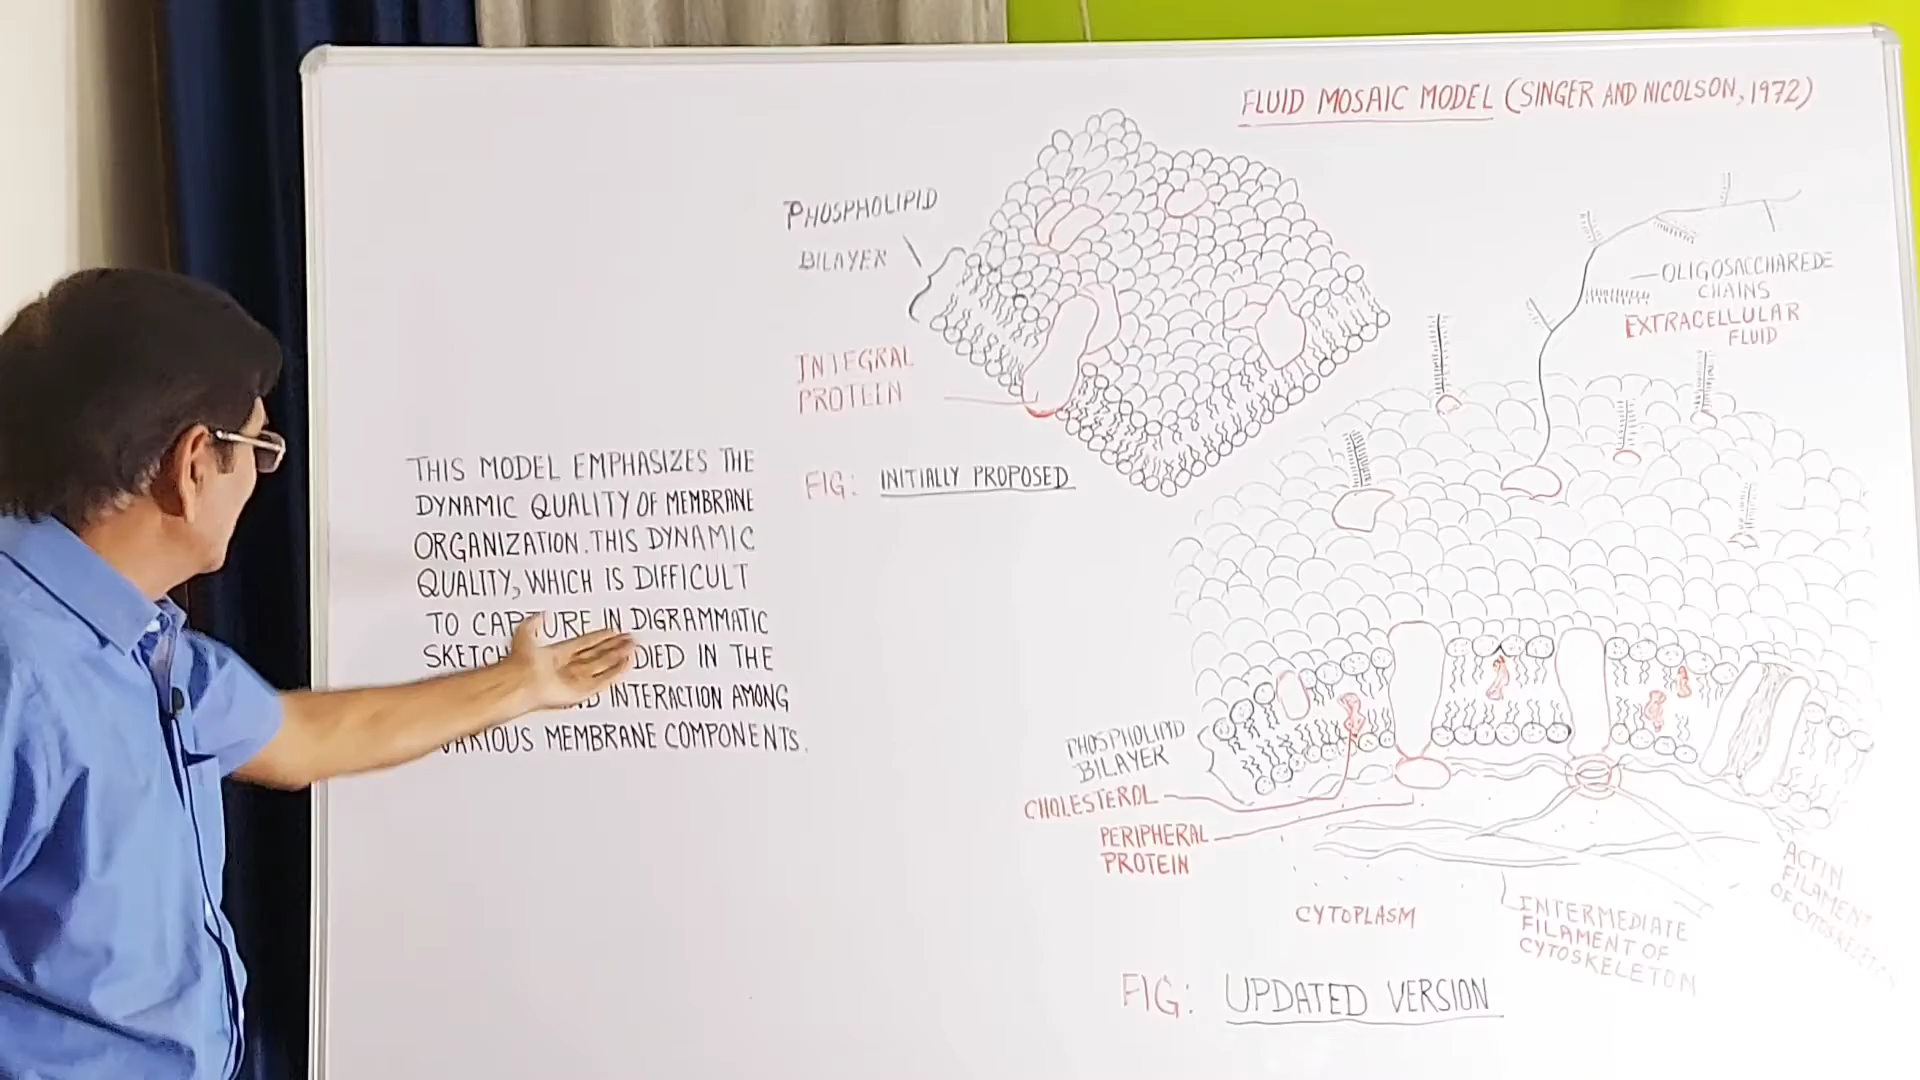 FLUID MOSAIC MODEL (SINGER AND NICOLSON, 1972)
PHOSPHOLIPID
BILAYER
INTEGRAL
PROTEIN
FIG: INITIALLY PROPOSED
THIS MODEL EMPHASIZES THE
DYNAMIC QUALITY OF MEMBRANE
ORGANIZATION. THIS DYNAMIC
QUALITY, WHICH IS DIFFICULT
TO CAPTURE IN DIGRAMMATIC
IN THE
INTERACTION AMONG
VARIOUS MEMBRANE COMPONENTS.
OLIGOSACCHAREDE
CHAINS
EXTRACELLULAR
FLUID
PHOSPHOLIPID
BILAYER
CHOLESTEROL
PERIPHERAL
PROTEIN
CYTOPLASM
INTERMEDIATE
FILAMENT OF
CYTOSKELETON
ACTIN
FILAMENT
OF CYTOSKELETON
FIG: UPDATED VERSION